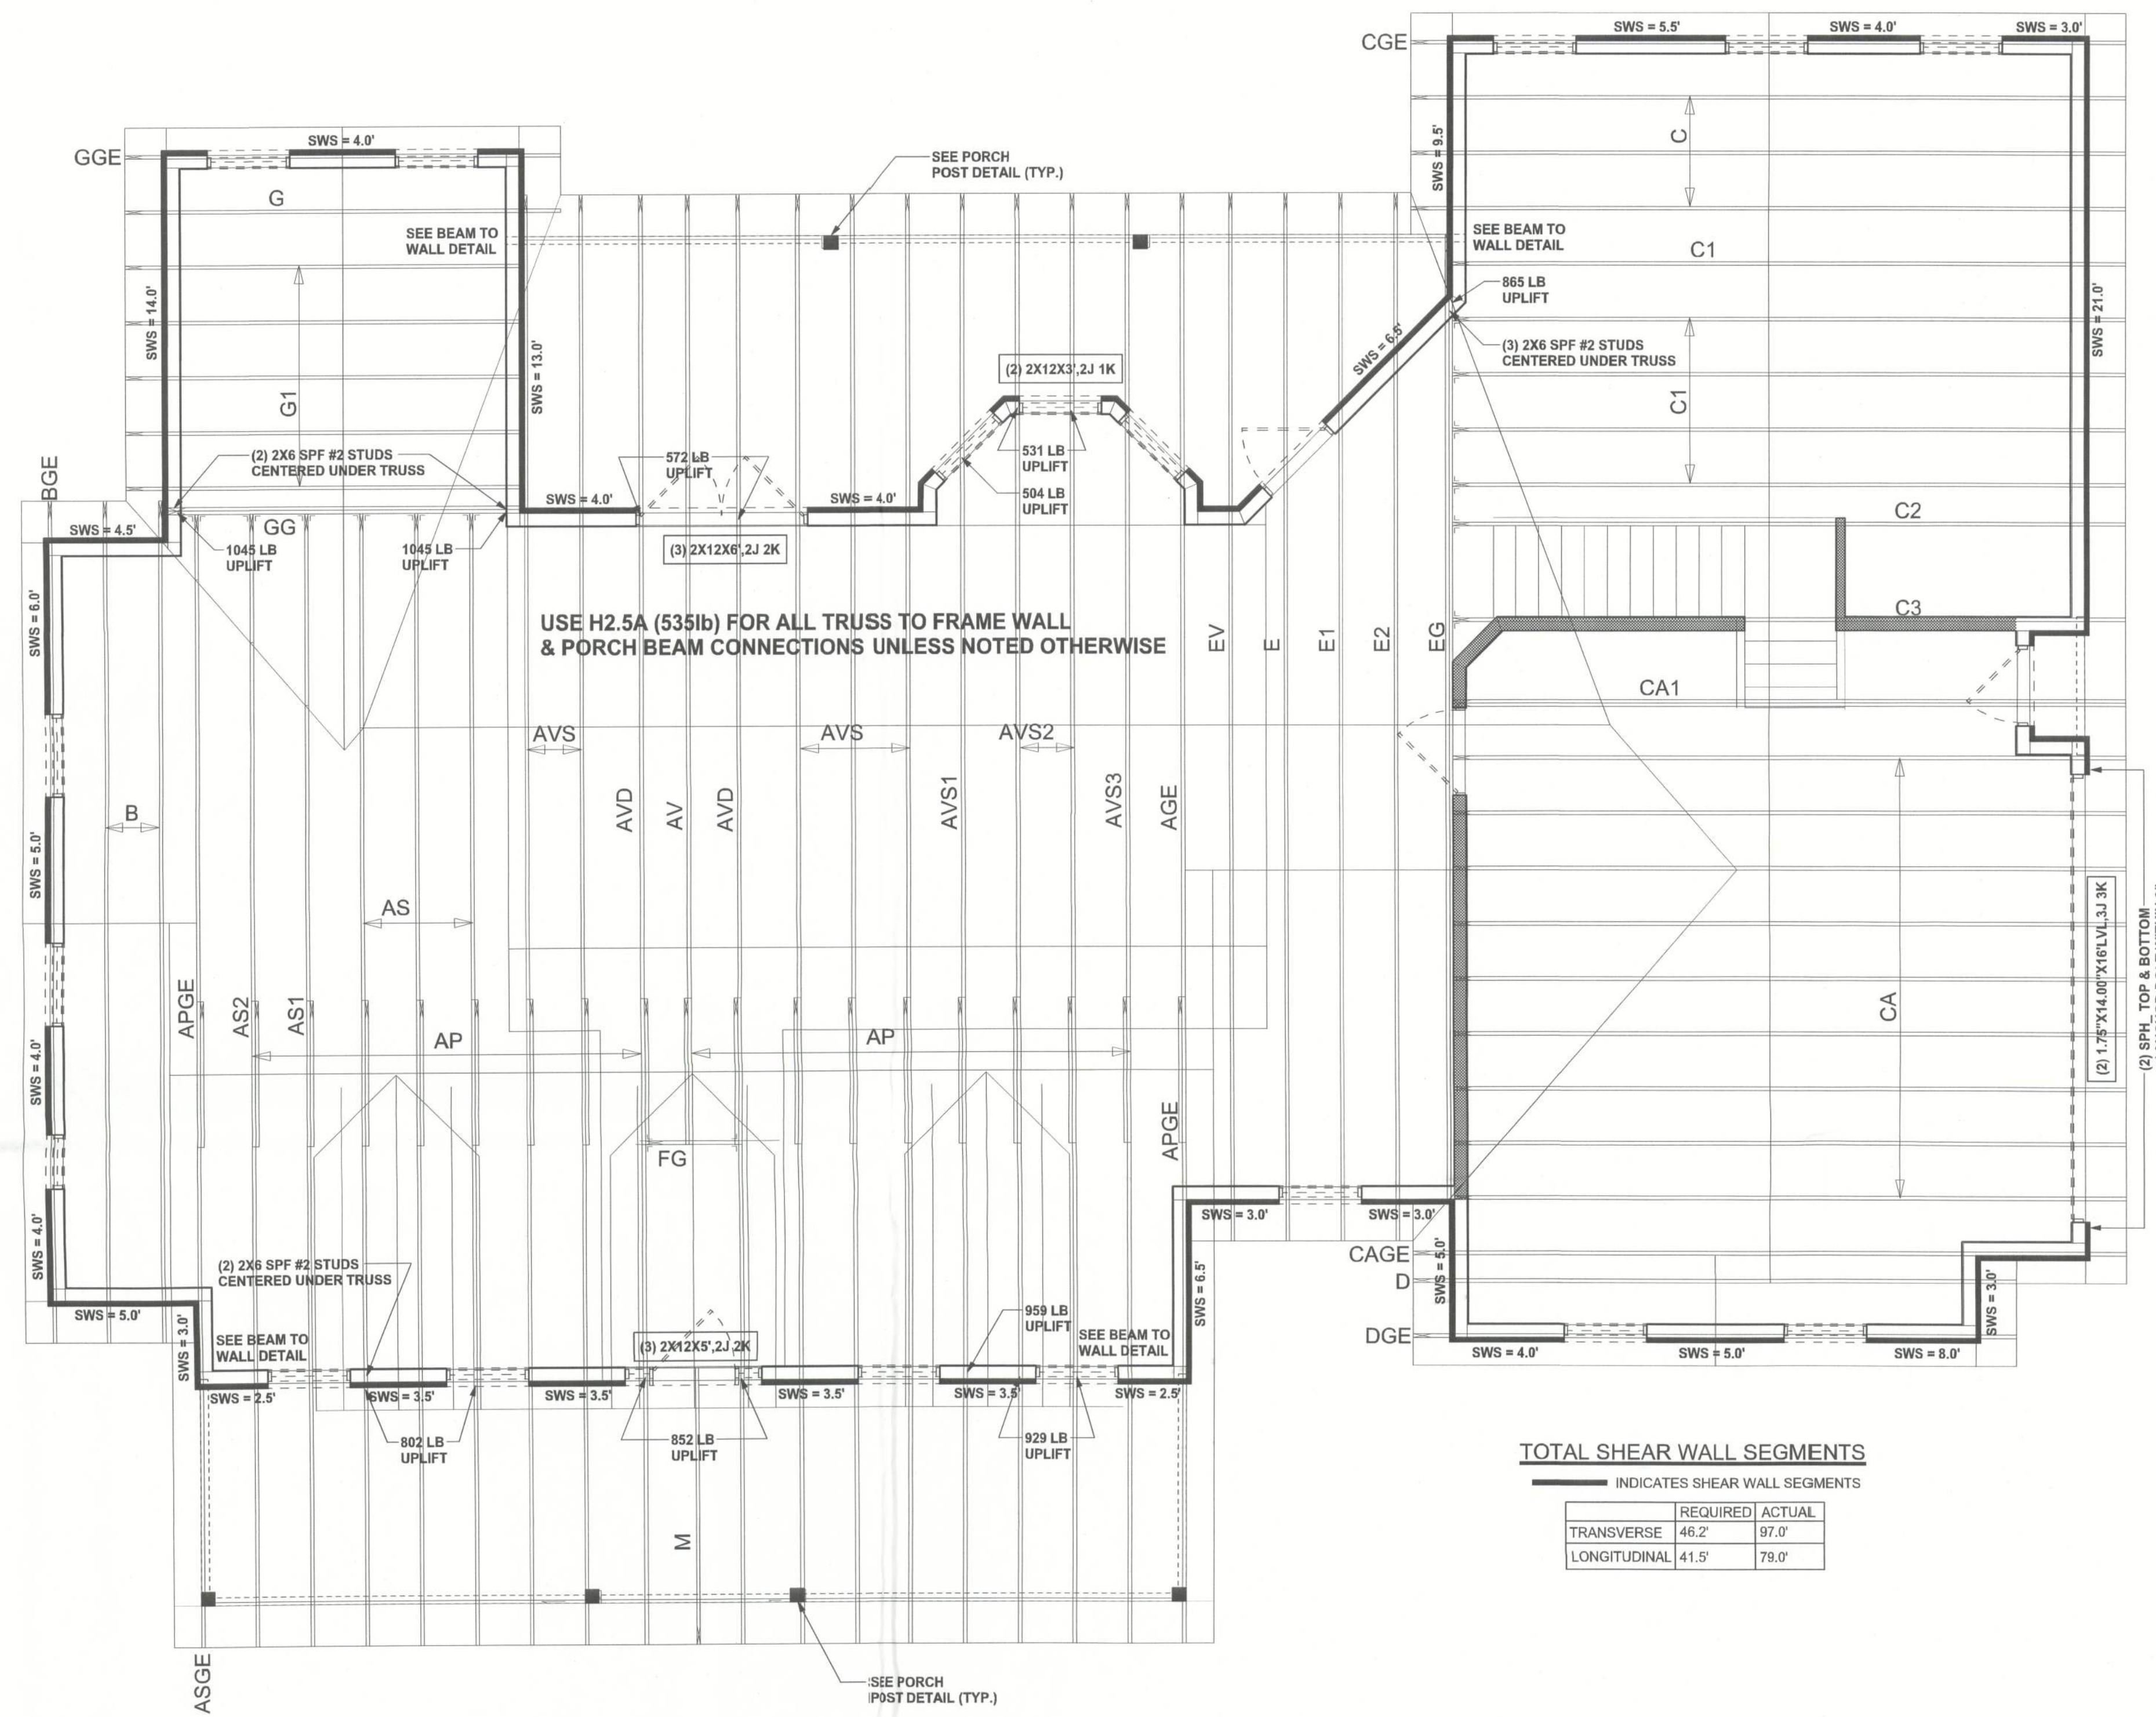 CGE
SWS = 5.5'
SWS = 4.0'
SWS = 3.0'
GGE
SWS = 4.0'
SEE PORCH
POST DETAIL (TYP.)
C
SWS = 9.5'
G
SEE BEAM TO
WALL DETAIL
SEE BEAM TO
WALL DETAIL
C1
865 LB
UPLIFT
SWS = 14.0'
SWS = 13.0'
SWS = 21.0'
SWS = 6.5'
(3) 2X6 SPF #2 STUDS
CENTERED UNDER TRUSS
(2) 2X12X3',2J 1K
G1
C1
BGE
(2) 2X6 SPF #2 STUDS
CENTERED UNDER TRUSS
572 LB
UPLIFT
531 LB
UPLIFT
504 LB
UPLIFT
SWS = 4.0'
SWS = 4.0'
C2
SWS = 4.5'
GG
1045 LB
UPLIFT
1045 LB
UPLIFT
(3) 2X12X6',2J 2K
SWS = 6.0'
USE H2.5A (535lb) FOR ALL TRUSS TO FRAME WALL
& PORCH BEAM CONNECTIONS UNLESS NOTED OTHERWISE
EV
E
E1
E2
EG
C3
CA1
AVS
AVS
AVS2
AVD
AV
AVD
AVS1
AVS3
AGE
B
SWS = 5.0'
AS
(2) 1.75"X14.00"X16'LVL,3J 3K
(2) SPH_ TOP & BOTTOM
APGE
AS2
AS1
AP
AP
CA
SWS = 4.0'
FG
APGE
SWS = 3.0'
SWS = 3.0'
SWS = 4.0'
(2) 2X6 SPF #2 STUDS
CENTERED UNDER TRUSS
SWS = 6.5'
CAGE
D
SWS = 5.0'
SWS = 3.0'
SWS = 5.0'
SWS = 3.0'
SEE BEAM TO
WALL DETAIL
(3) 2X12X5',2J 2K
959 LB
UPLIFT
SEE BEAM TO
WALL DETAIL
DGE
SWS = 4.0'
SWS = 5.0'
SWS = 8.0'
SWS = 2.5'
SWS = 3.5'
SWS = 3.5'
SWS = 3.5'
SWS = 3.5'
SWS = 2.5'
802 LB
UPLIFT
852 LB
UPLIFT
929 LB
UPLIFT
M
TOTAL SHEAR WALL SEGMENTS
INDICATES SHEAR WALL SEGMENTS
REQUIRED ACTUAL
TRANSVERSE 46.2' 97.0'
LONGITUDINAL 41.5' 79.0'
ASGE
SEE PORCH
POST DETAIL (TYP.)